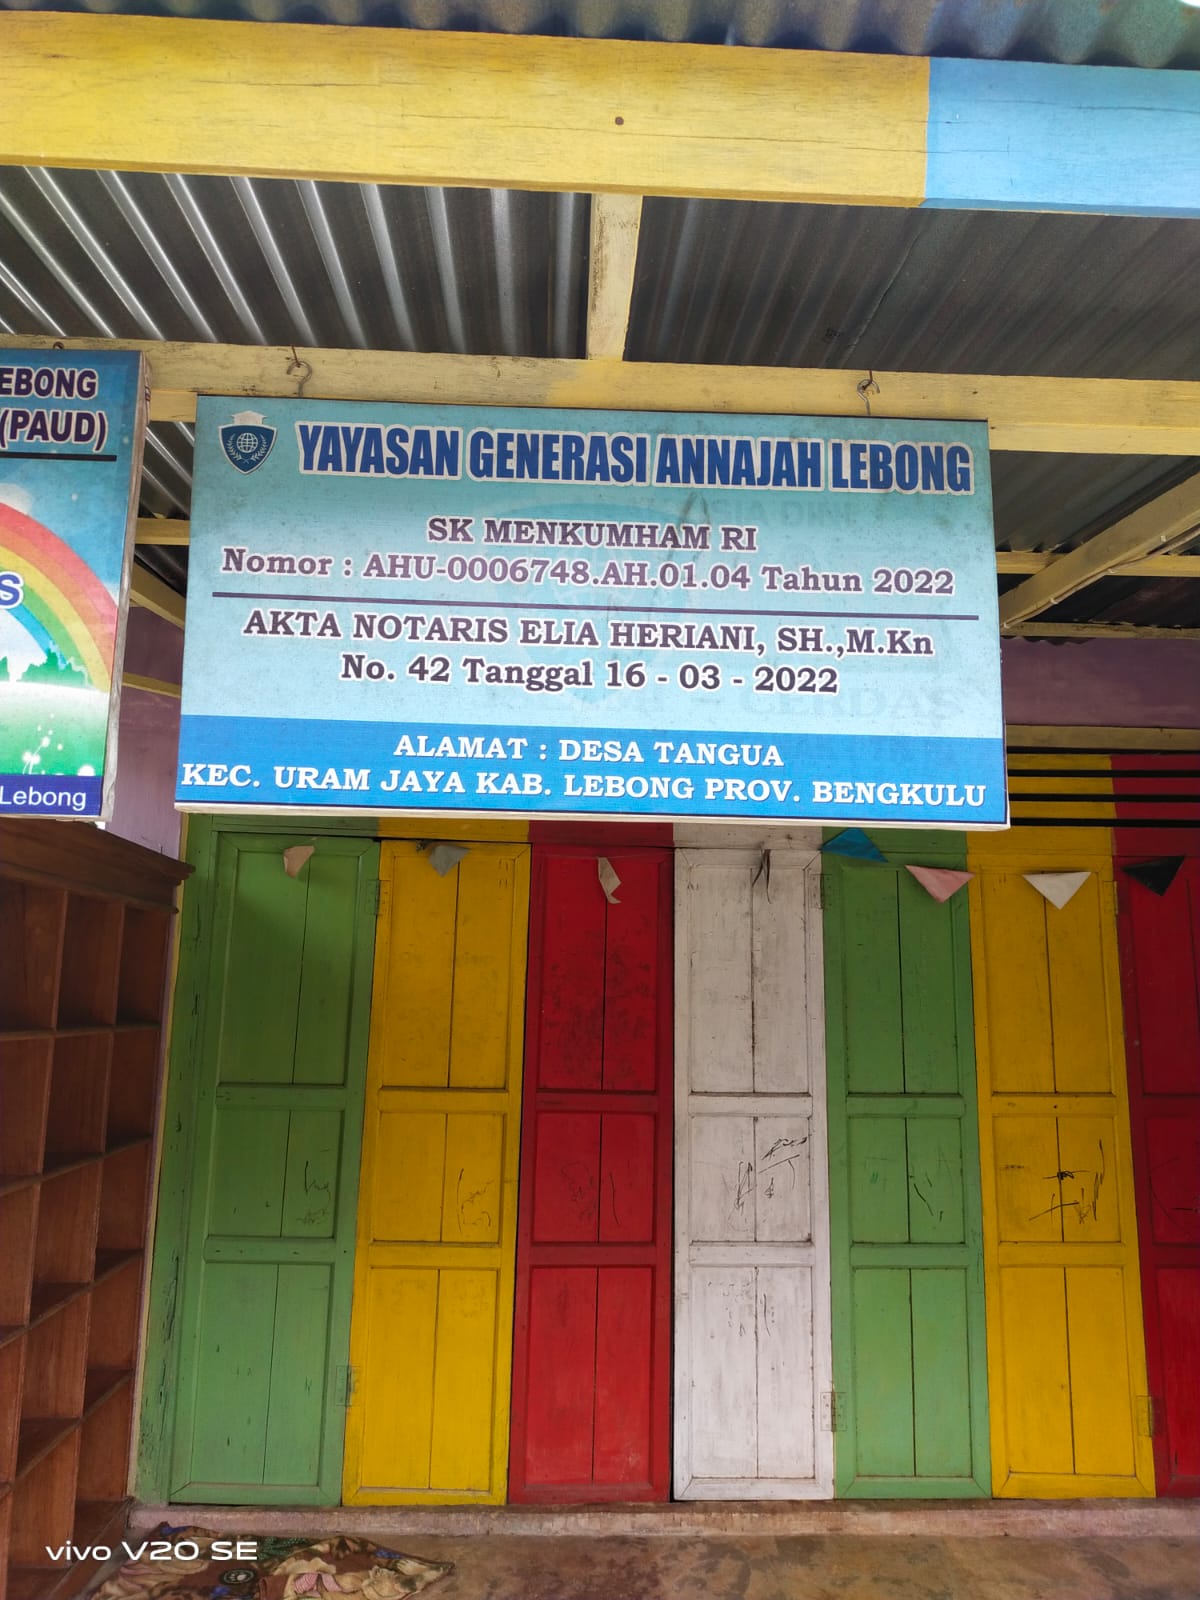 EBONG
(PAUD)
S
Lebong
YAYASAN GENERASI ANNAJAH LEBONG
SK MENKUMHAM RI
Nomor : AHU-0006748.AH.01.04 Tahun 2022
AKTA NOTARIS ELIA HERIANI, SH.,M.Kn
No. 42 Tanggal 16 - 03 - 2022
ALAMAT : DESA TANGUA
KEC. URAM JAYA KAB. LEBONG PROV. BENGKULU
vivo V20 SE